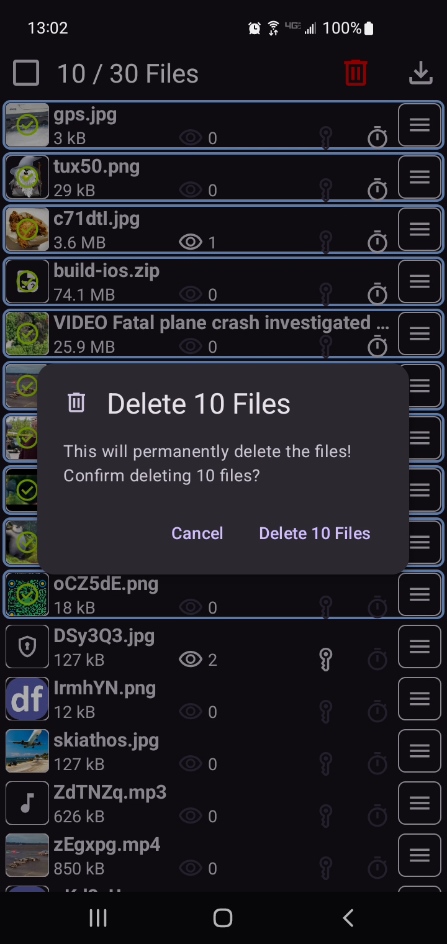 13:02
4G 100%
10 / 30 Files
gps.jpg
3 kB 0
tux50.png
29 kB 0
c71dtl.jpg
3.6 MB 1
build-ios.zip
74.1 MB 0
VIDEO Fatal plane crash investigated ...
25.9 MB 0
Delete 10 Files
This will permanently delete the files!
Confirm deleting 10 files?
Cancel Delete 10 Files
oCZ5dE.png
18 kB 0
DSy3Q3.jpg
127 kB 2
df IrmhYN.png
12 kB 0
skiathos.jpg
127 kB 0
ZdTNZq.mp3
626 kB 0
zEgxpg.mp4
850 kB 0